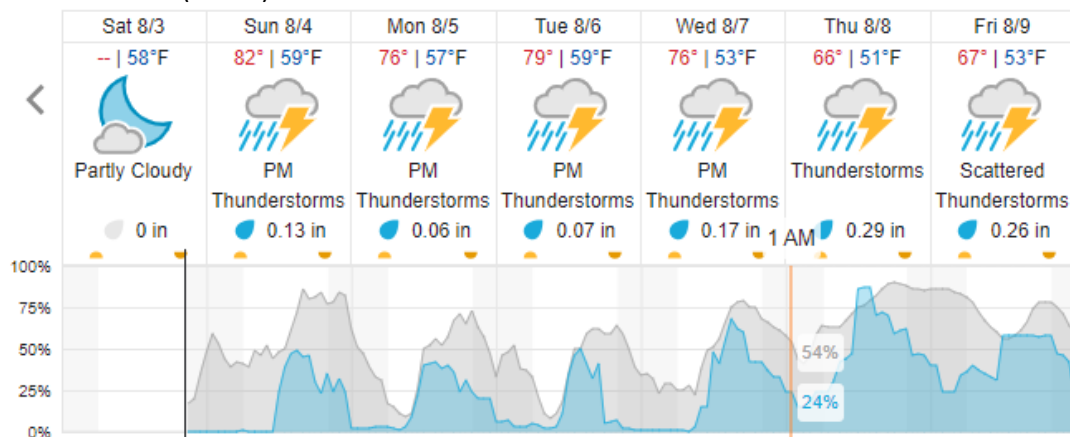 Sat 8/3 Sun 8/4 Mon 8/5 Tue 8/6 Wed 8/7 Thu 8/8 Fri 8/9
-- | 58°F 82° | 59°F 76° | 57°F 79° | 59°F 76° | 53°F 66° | 51°F 67° | 53°F
Partly Cloudy PM PM PM PM Thunderstorms Scattered
Thunderstorms Thunderstorms Thunderstorms Thunderstorms Thunderstorms
0 in 0.13 in 0.06 in 0.07 in 0.17 in 0.29 in 0.26 in
1 AM
100%
75%
50%
54%
25%
24%
0%